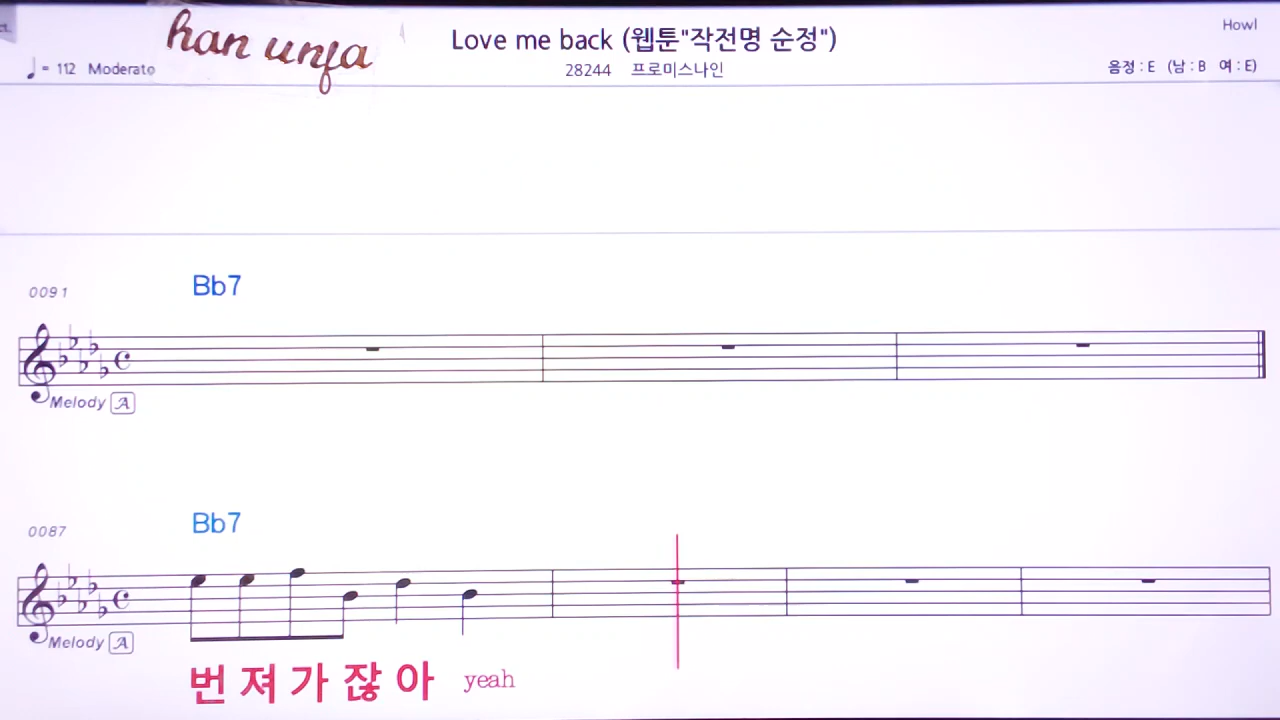 han unfa
Love me back (웹툰"작전명 순정")
Howl
♩= 112 Moderato
28244 프로미스나인
음정 : E (남 : B 여 : E)
0091
Bb7
Melody A
0087
Bb7
Melody A
번 져 가 잖 아 yeah